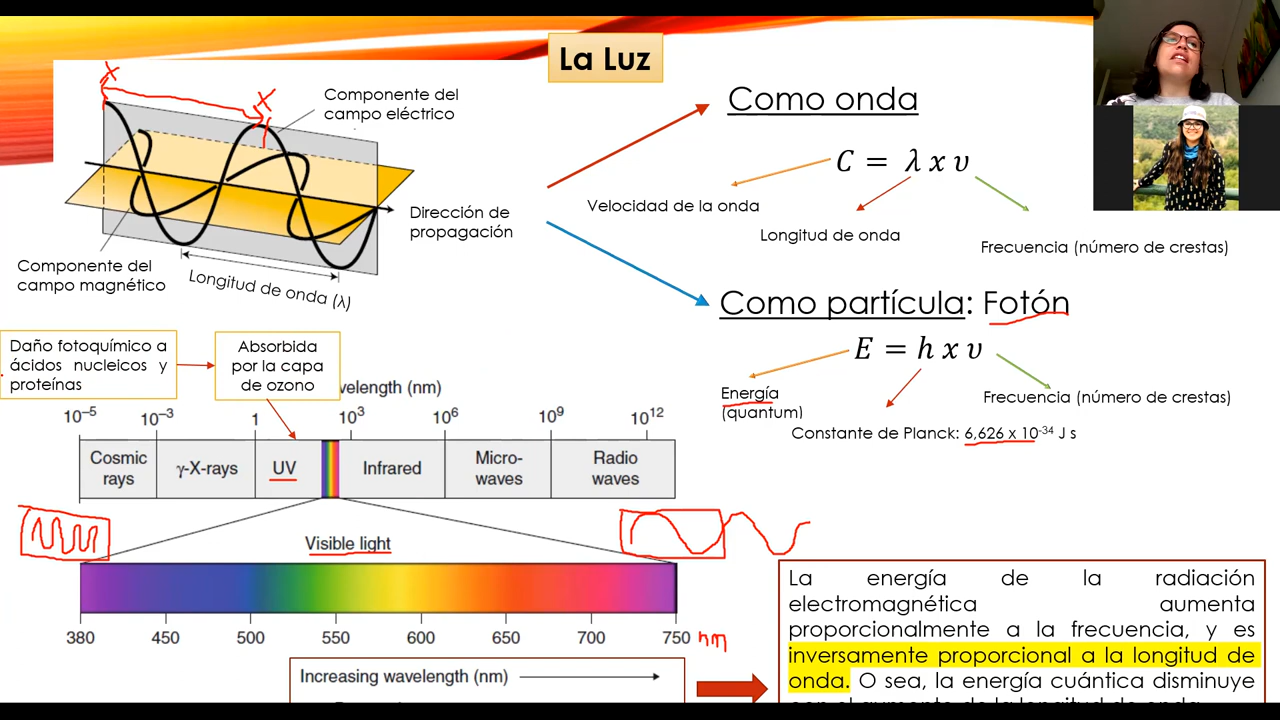 La Luz
X
X
Componente del
campo eléctrico
Dirección de
propagación
Componente del
campo magnético
Longitud de onda (λ)
Como onda
C = λ x υ
Velocidad de la onda
Longitud de onda
Frecuencia (número de crestas)
Como partícula: Fotón
E = h x υ
Energía
(quantum)
Frecuencia (número de crestas)
Constante de Planck: 6,626 x 10⁻³⁴ J s
Daño fotoquímico a
ácidos nucleicos y
proteínas
Absorbida
por la capa
de ozono
velength (nm)
10⁻⁵ 10⁻³ 1 10³ 10⁶ 10⁹ 10¹²
Cosmic
rays
γ-X-rays
UV
Infrared
Micro-
waves
Radio
waves
Visible light
380 450 500 550 600 650 700 750 nm
Increasing wavelength (nm)
La energía de la radiación
electromagnética aumenta
proporcionalmente a la frecuencia, y es
inversamente proporcional a la longitud de
onda. O sea, la energía cuántica disminuye